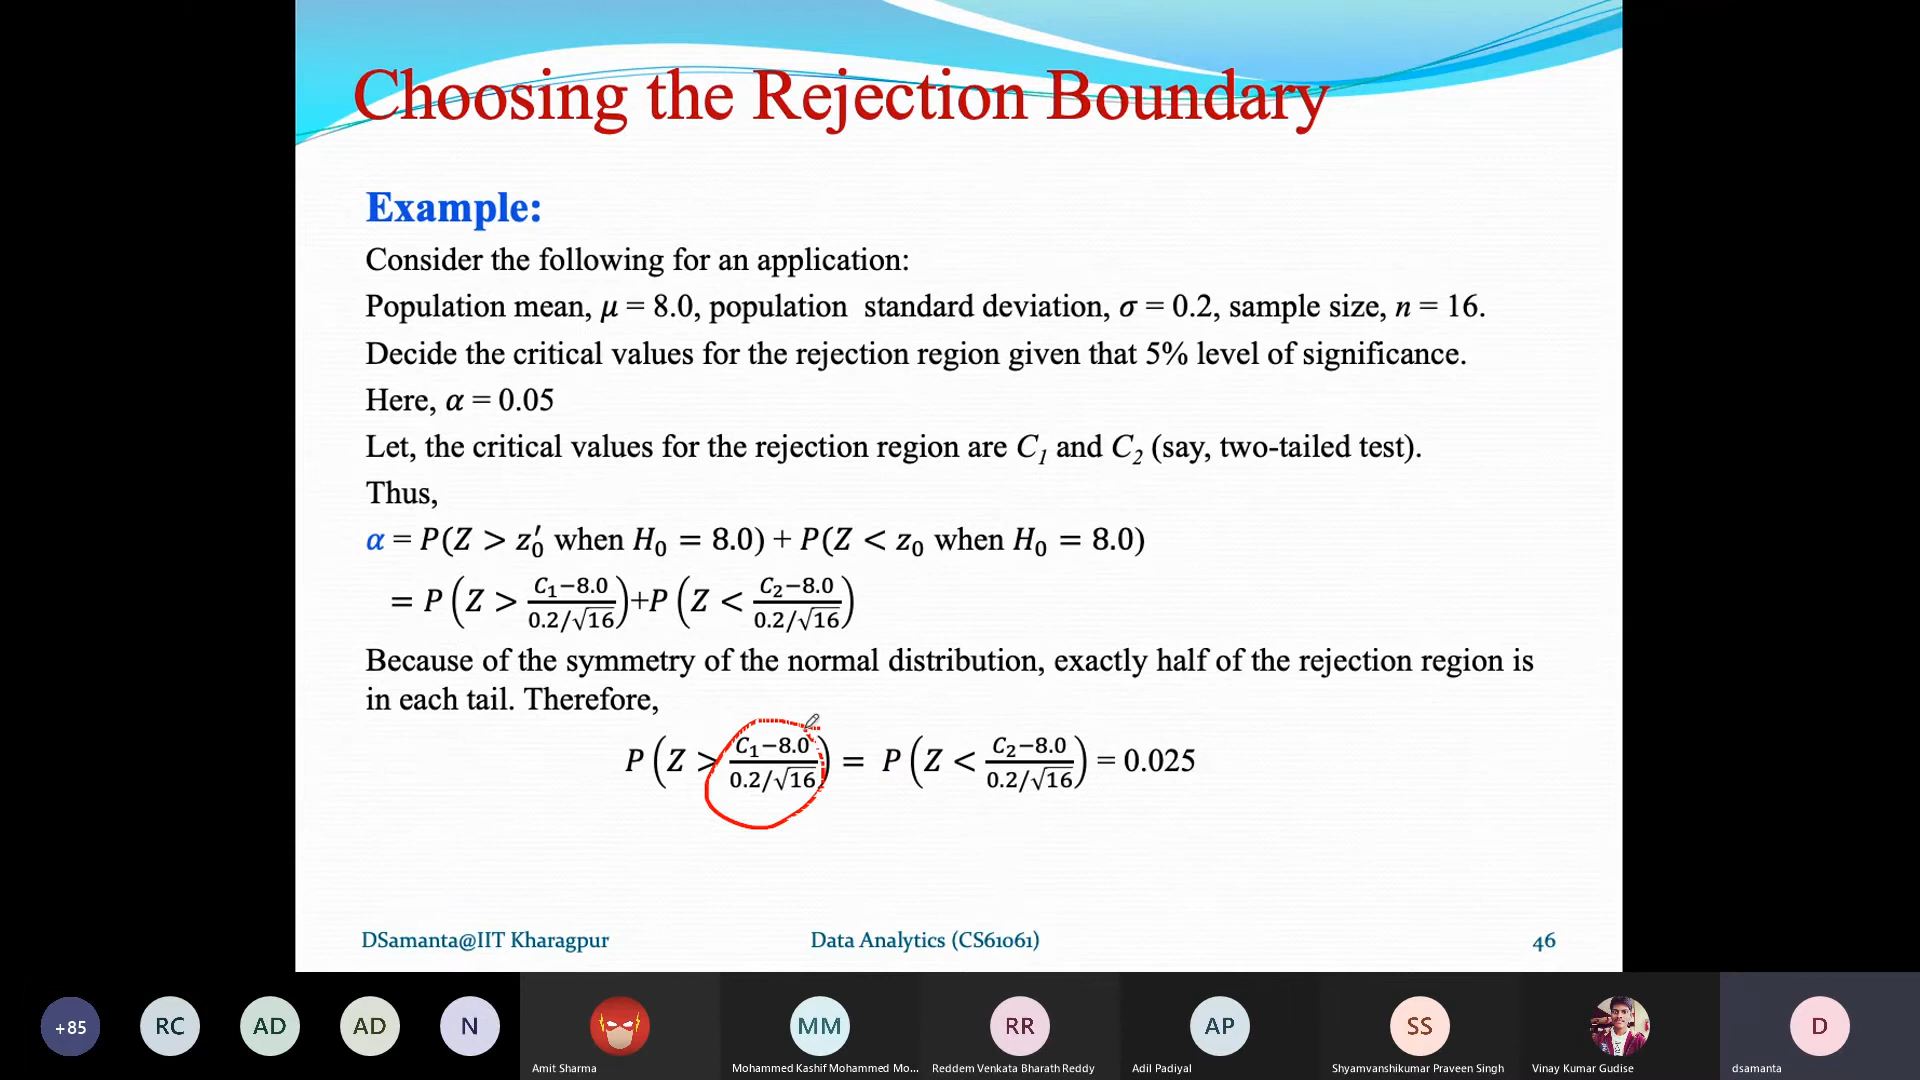 Choosing the Rejection Boundary
Example:
Consider the following for an application:
Population mean, μ = 8.0, population standard deviation, σ = 0.2, sample size, n = 16.
Decide the critical values for the rejection region given that 5% level of significance.
Here, α = 0.05
Let, the critical values for the rejection region are C₁ and C₂ (say, two-tailed test).
Thus,
α = P(Z > z₀′ when H₀ = 8.0) + P(Z < z₀ when H₀ = 8.0)
= P(Z > (C₁−8.0)/(0.2/√16))+P(Z < (C₂−8.0)/(0.2/√16))
Because of the symmetry of the normal distribution, exactly half of the rejection region is
in each tail. Therefore,
P(Z > (C₁−8.0)/(0.2/√16)) = P(Z < (C₂−8.0)/(0.2/√16)) = 0.025
DSamanta@IIT Kharagpur Data Analytics (CS61061) 46
+85 RC AD AD N MM RR AP SS D
Amit Sharma Mohammed Kashif Mohammed Mo... Reddem Venkata Bharath Reddy Adil Padiyal Shyamvanshikumar Praveen Singh Vinay Kumar Gudise dsamanta